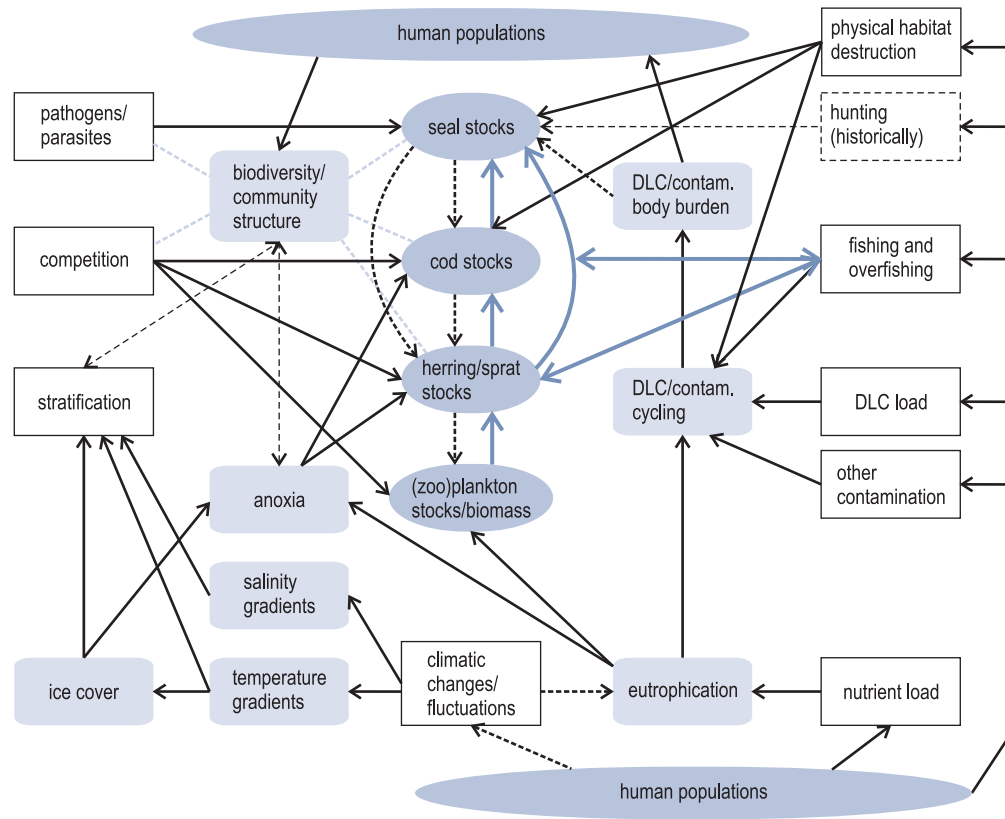 human populations
physical habitat
destruction
pathogens/
parasites
seal stocks
hunting
(historically)
biodiversity/
community
structure
DLC/contam.
body burden
competition
cod stocks
fishing and
overfishing
stratification
herring/sprat
stocks
DLC/contam.
cycling
DLC load
anoxia
(zoo)plankton
stocks/biomass
other
contamination
salinity
gradients
ice cover
temperature
gradients
climatic
changes/
fluctuations
eutrophication
nutrient load
human populations